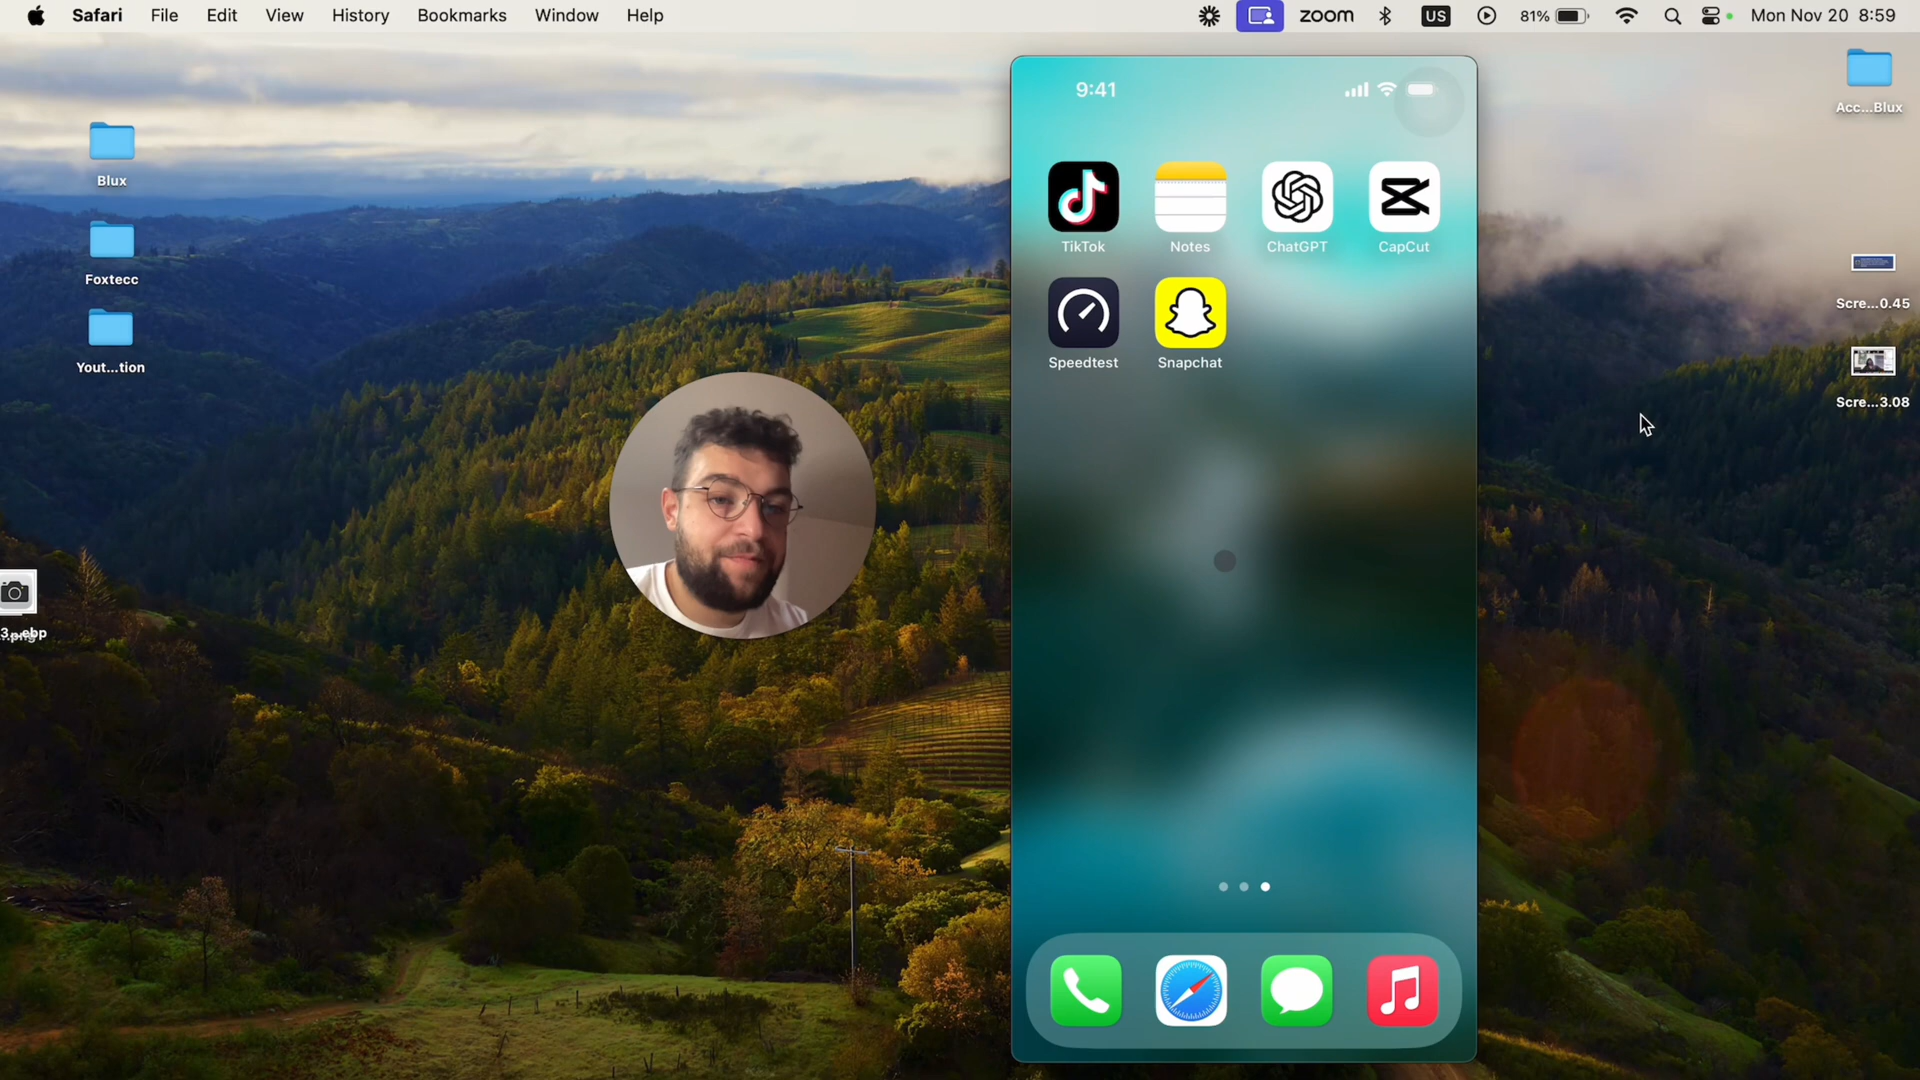 Safari File Edit View History Bookmarks Window Help zoom US 81% Mon Nov 20 8:59
9:41
Acc...Blux
Blux
TikTok Notes ChatGPT CapCut
Foxtecc
Scre...0.45
Yout...tion
Speedtest Snapchat
Scre...3.08